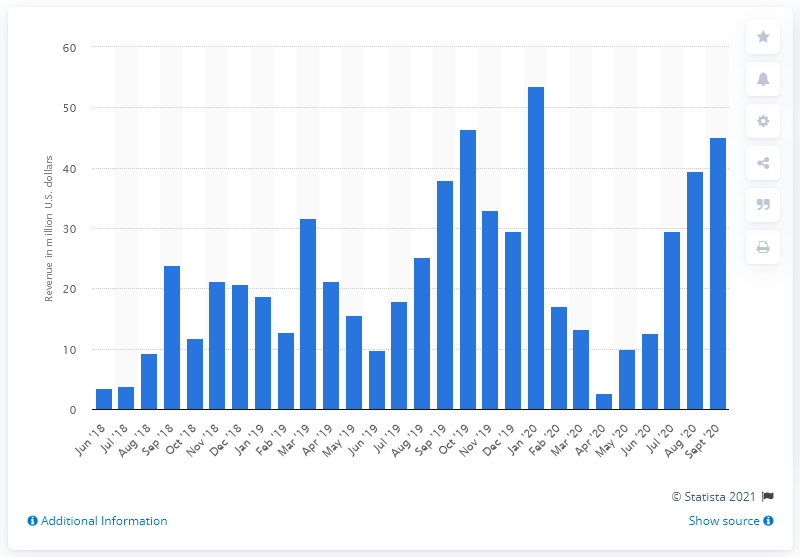 60
50
40
30
20
10
0
Revenue in million U.S. dollars
Jun '18
Jul '18
Aug '18
Sep '18
Oct '18
Nov '18
Dec '18
Jan '19
Feb '19
Mar '19
Apr '19
May '19
Jun '19
Jul '19
Aug '19
Sep '19
Oct '19
Nov '19
Dec '19
Jan '20
Feb '20
Mar '20
Apr '20
May '20
Jun '20
Jul '20
Aug '20
Sept '20
© Statista 2021
Additional Information
Show source